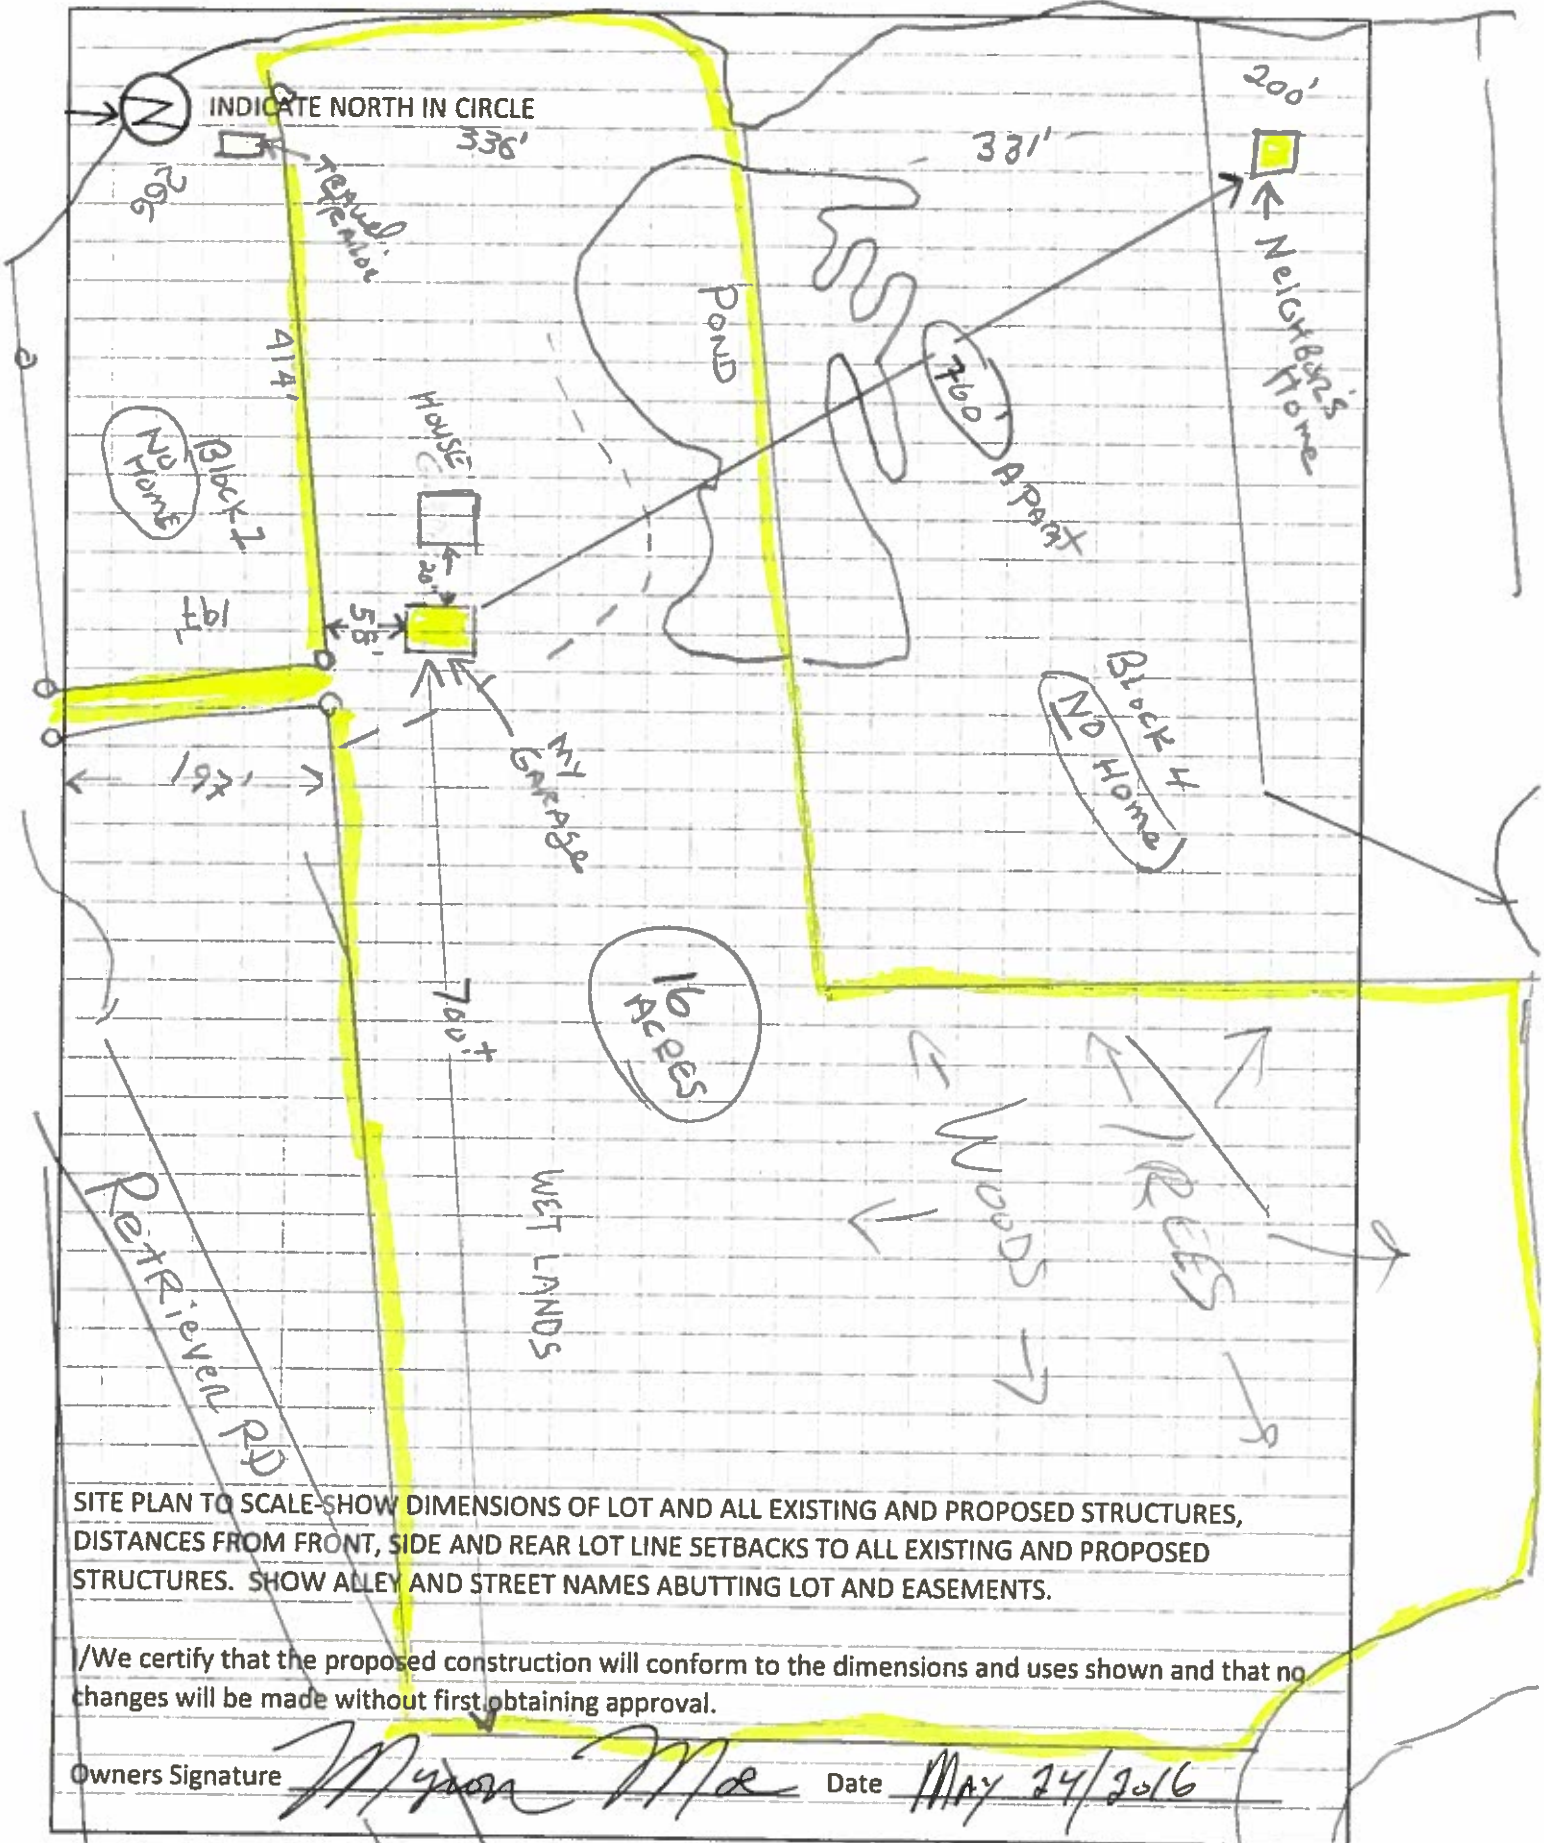 N
INDICATE NORTH IN CIRCLE
336'
331'
200'
206
TRAVEL
TRAILOR
414'
POND
NEIGHBOR'S
Home
760'
APART
HOUSE
Block 1
NO
Home
20'
58'
197'
197'
MY
GARAGE
Block 4
NO Home
16
ACRES
700'+
WET LANDS
WOODS
TREES
RETRIEVER RD
SITE PLAN TO SCALE-SHOW DIMENSIONS OF LOT AND ALL EXISTING AND PROPOSED STRUCTURES,
DISTANCES FROM FRONT, SIDE AND REAR LOT LINE SETBACKS TO ALL EXISTING AND PROPOSED
STRUCTURES. SHOW ALLEY AND STREET NAMES ABUTTING LOT AND EASEMENTS.
I/We certify that the proposed construction will conform to the dimensions and uses shown and that no
changes will be made without first obtaining approval.
Owners Signature Myron Moe Date MAY 24/2016